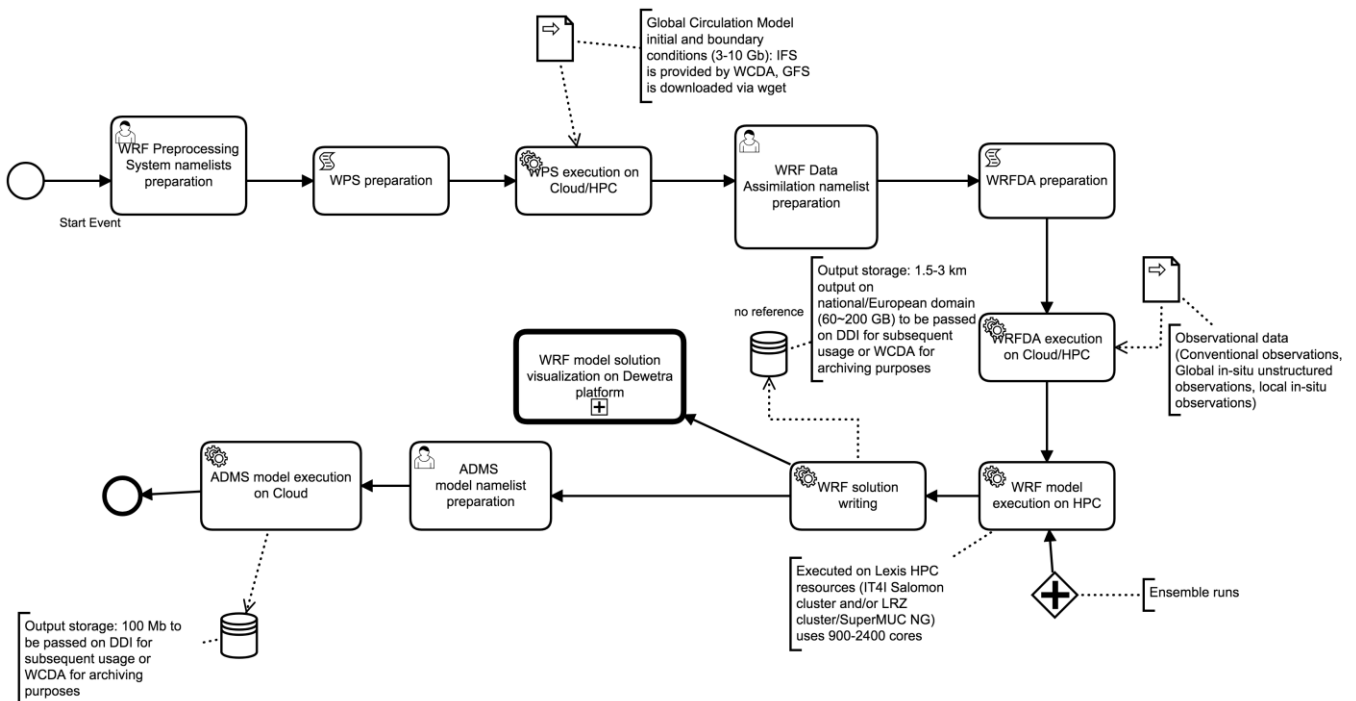 Global Circulation Model
initial and boundary
conditions (3-10 Gb): IFS
is provided by WCDA, GFS
is downloaded via wget
Start Event
WRF Preprocessing
System namelists
preparation
WPS preparation
WPS execution on
Cloud/HPC
WRF Data
Assimilation namelist
preparation
WRFDA preparation
Output storage: 1.5-3 km
output on
national/European domain
(60~200 GB) to be passed
on DDI for subsequent
usage or WCDA for
archiving purposes
no reference
WRFDA execution
on Cloud/HPC
Observational data
(Conventional observations,
Global in-situ unstructured
observations, local in-situ
observations)
WRF model solution
visualization on Dewetra
platform
ADMS model execution
on Cloud
ADMS
model namelist
preparation
WRF solution
writing
WRF model
execution on HPC
Executed on Lexis HPC
resources (IT4I Salomon
cluster and/or LRZ
cluster/SuperMUC NG)
uses 900-2400 cores
Ensemble runs
Output storage: 100 Mb to
be passed on DDI for
subsequent usage or
WCDA for archiving
purposes